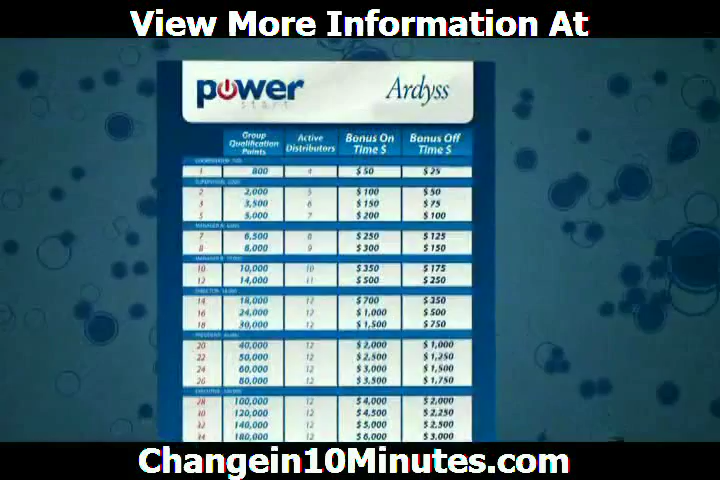 View More Information At
power
start
Ardyss
Group Qualification Points Active Distributors Bonus On Time $ Bonus Off Time $
1 800 4 $ 50 $ 25
2 2,000 5 $ 100 $ 50
3 3,500 6 $ 150 $ 75
5 5,000 7 $ 200 $ 100
7 6,500 8 $ 250 $ 125
8 8,000 9 $ 300 $ 150
10 10,000 10 $ 350 $ 175
12 14,000 11 $ 500 $ 250
14 18,000 12 $ 700 $ 350
16 24,000 12 $ 1,000 $ 500
18 30,000 12 $ 1,500 $ 750
20 40,000 12 $ 2,000 $ 1,000
22 50,000 12 $ 2,500 $ 1,250
24 60,000 12 $ 3,000 $ 1,500
26 80,000 12 $ 3,500 $ 1,750
28 100,000 12 $ 4,000 $ 2,000
30 120,000 12 $ 4,500 $ 2,250
32 140,000 12 $ 5,000 $ 2,500
34 180,000 12 $ 6,000 $ 3,000
Changein10Minutes.com